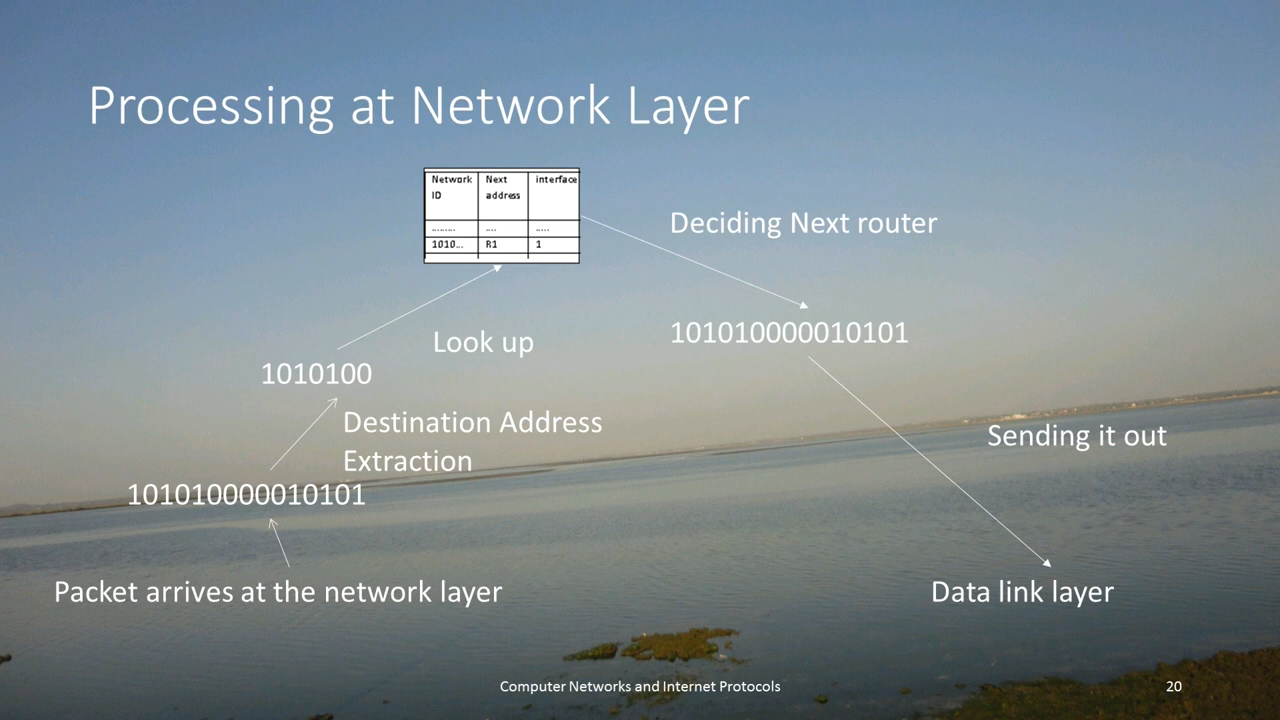 Processing at Network Layer
Network ID Next address interface
......... .... .....
1010... R1 1
Deciding Next router
101010000010101
Look up
1010100
Destination Address
Extraction
Sending it out
101010000010101
Packet arrives at the network layer
Data link layer
Computer Networks and Internet Protocols
20